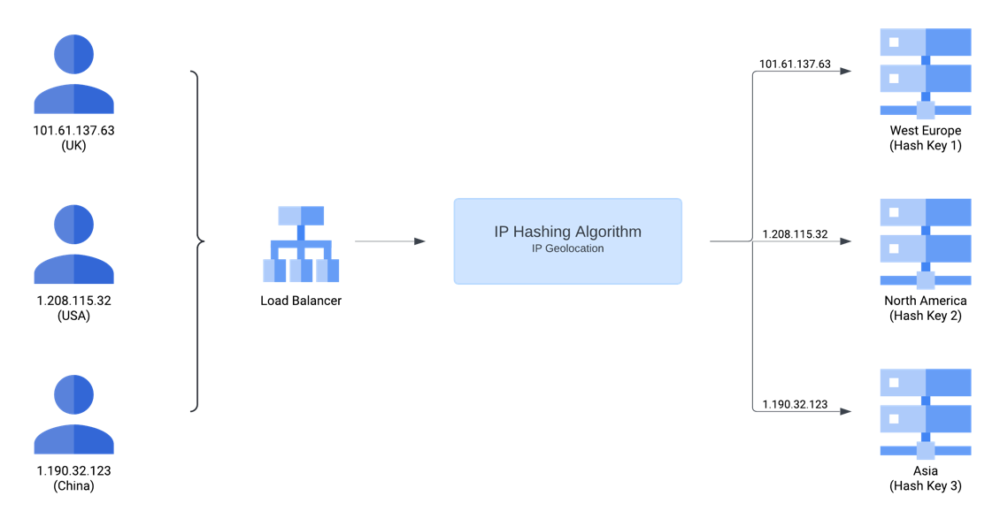 101.61.137.63
(UK)
1.208.115.32
(USA)
1.190.32.123
(China)
Load Balancer
IP Hashing Algorithm
IP Geolocation
101.61.137.63
1.208.115.32
1.190.32.123
West Europe
(Hash Key 1)
North America
(Hash Key 2)
Asia
(Hash Key 3)